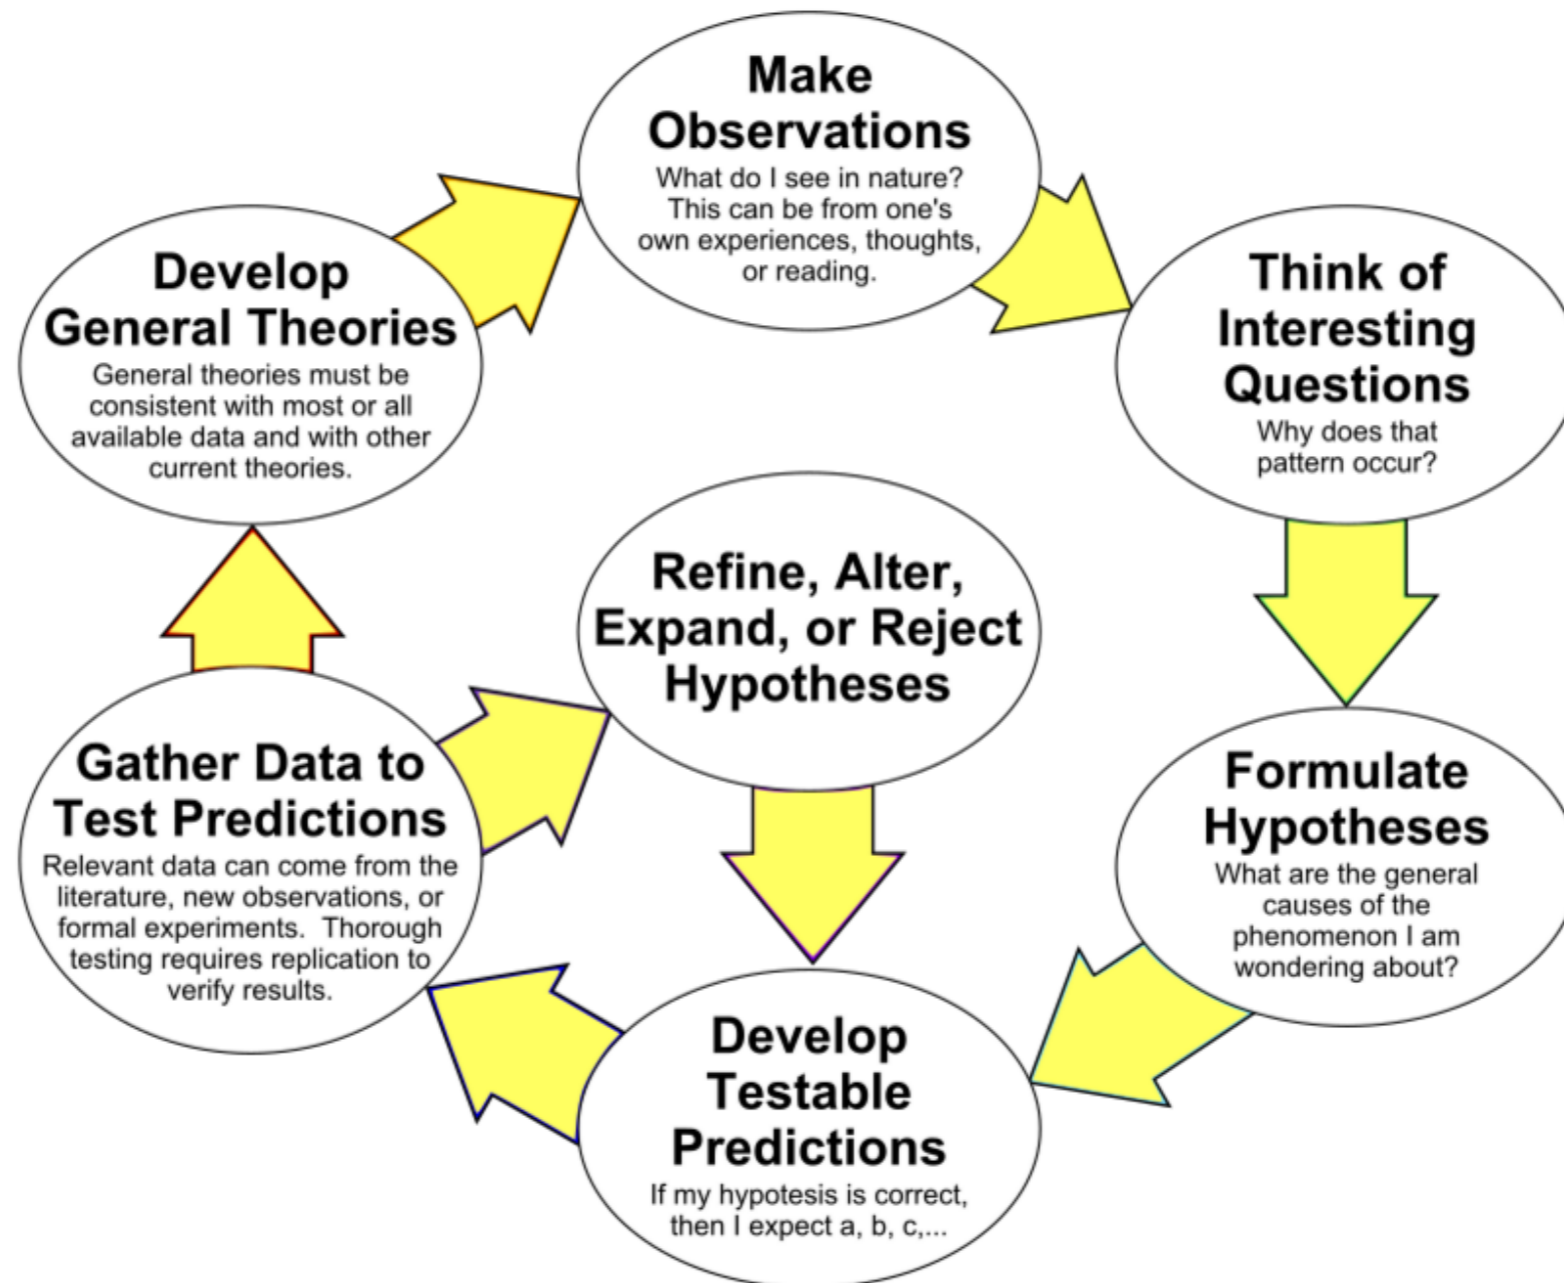 Make
Observations
What do I see in nature?
This can be from one's
own experiences, thoughts,
or reading.
Think of
Interesting
Questions
Why does that
pattern occur?
Formulate
Hypotheses
What are the general
causes of the
phenomenon I am
wondering about?
Develop
Testable
Predictions
If my hypotesis is correct,
then I expect a, b, c,...
Gather Data to
Test Predictions
Relevant data can come from the
literature, new observations, or
formal experiments.  Thorough
testing requires replication to
verify results.
Refine, Alter,
Expand, or Reject
Hypotheses
Develop
General Theories
General theories must be
consistent with most or all
available data and with other
current theories.